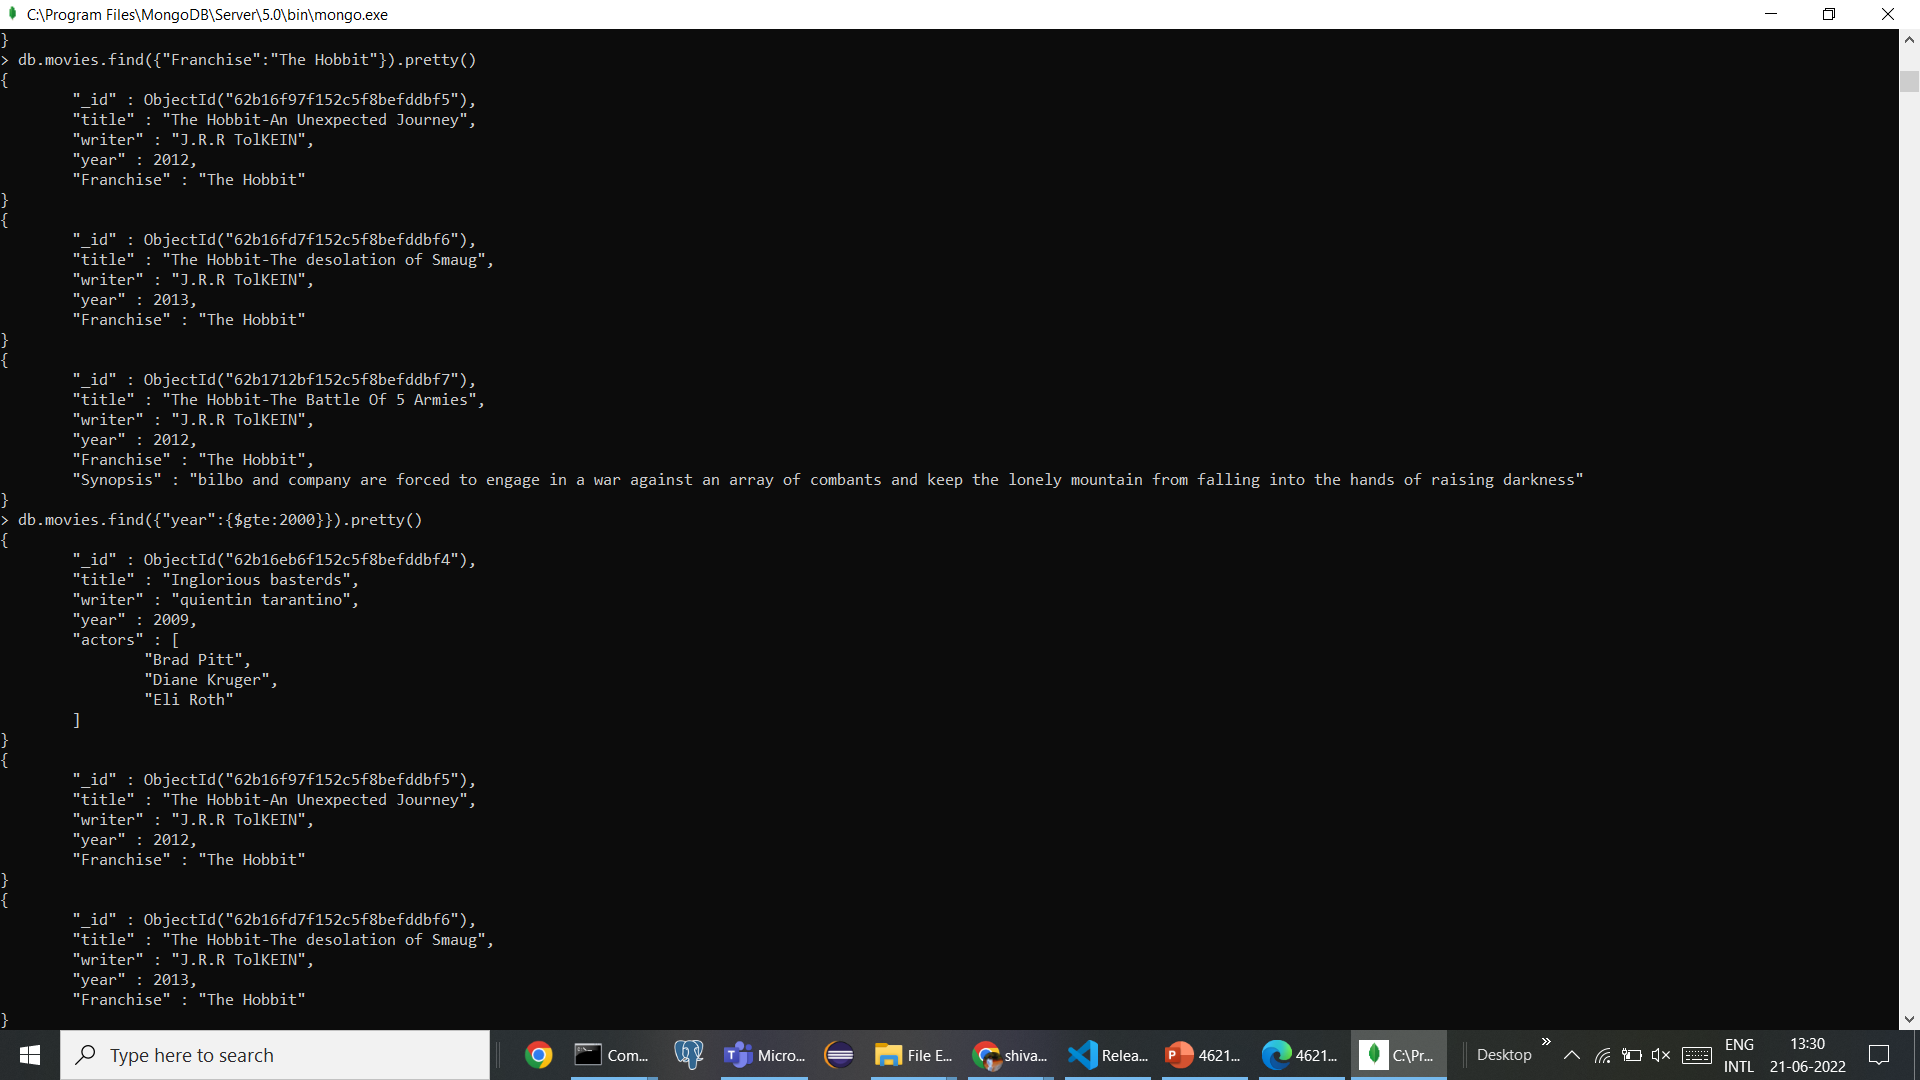 C:\Program Files\MongoDB\Server\5.0\bin\mongo.exe
}
> db.movies.find({"Franchise":"The Hobbit"}).pretty()
{
"_id" : ObjectId("62b16f97f152c5f8befddbf5"),
"title" : "The Hobbit-An Unexpected Journey",
"writer" : "J.R.R TolKEIN",
"year" : 2012,
"Franchise" : "The Hobbit"
}
{
"_id" : ObjectId("62b16fd7f152c5f8befddbf6"),
"title" : "The Hobbit-The desolation of Smaug",
"writer" : "J.R.R TolKEIN",
"year" : 2013,
"Franchise" : "The Hobbit"
}
{
"_id" : ObjectId("62b1712bf152c5f8befddbf7"),
"title" : "The Hobbit-The Battle Of 5 Armies",
"writer" : "J.R.R TolKEIN",
"year" : 2012,
"Franchise" : "The Hobbit",
"Synopsis" : "bilbo and company are forced to engage in a war against an array of combants and keep the lonely mountain from falling into the hands of raising darkness"
}
> db.movies.find({"year":{$gte:2000}}).pretty()
{
"_id" : ObjectId("62b16eb6f152c5f8befddbf4"),
"title" : "Inglorious basterds",
"writer" : "quientin tarantino",
"year" : 2009,
"actors" : [
"Brad Pitt",
"Diane Kruger",
"Eli Roth"
]
}
{
"_id" : ObjectId("62b16f97f152c5f8befddbf5"),
"title" : "The Hobbit-An Unexpected Journey",
"writer" : "J.R.R TolKEIN",
"year" : 2012,
"Franchise" : "The Hobbit"
}
{
"_id" : ObjectId("62b16fd7f152c5f8befddbf6"),
"title" : "The Hobbit-The desolation of Smaug",
"writer" : "J.R.R TolKEIN",
"year" : 2013,
"Franchise" : "The Hobbit"
}
Type here to search Com... Micro... File E... shiva... Relea... 4621... 4621... C:\Pr... Desktop ENG 13:30
INTL 21-06-2022